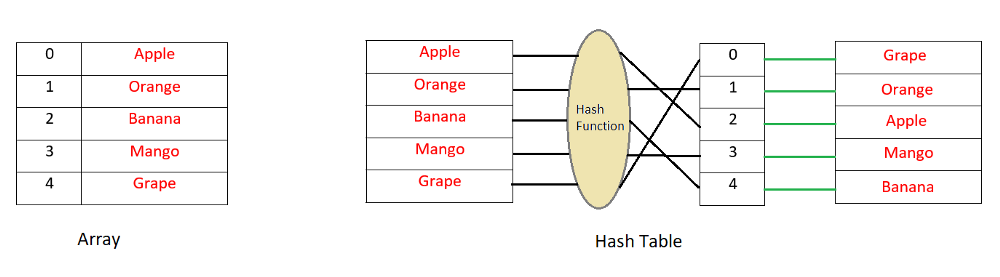 0 Apple
1 Orange
2 Banana
3 Mango
4 Grape
Array
Apple
Orange
Banana
Mango
Grape
Hash
Function
0
1
2
3
4
Grape
Orange
Apple
Mango
Banana
Hash Table